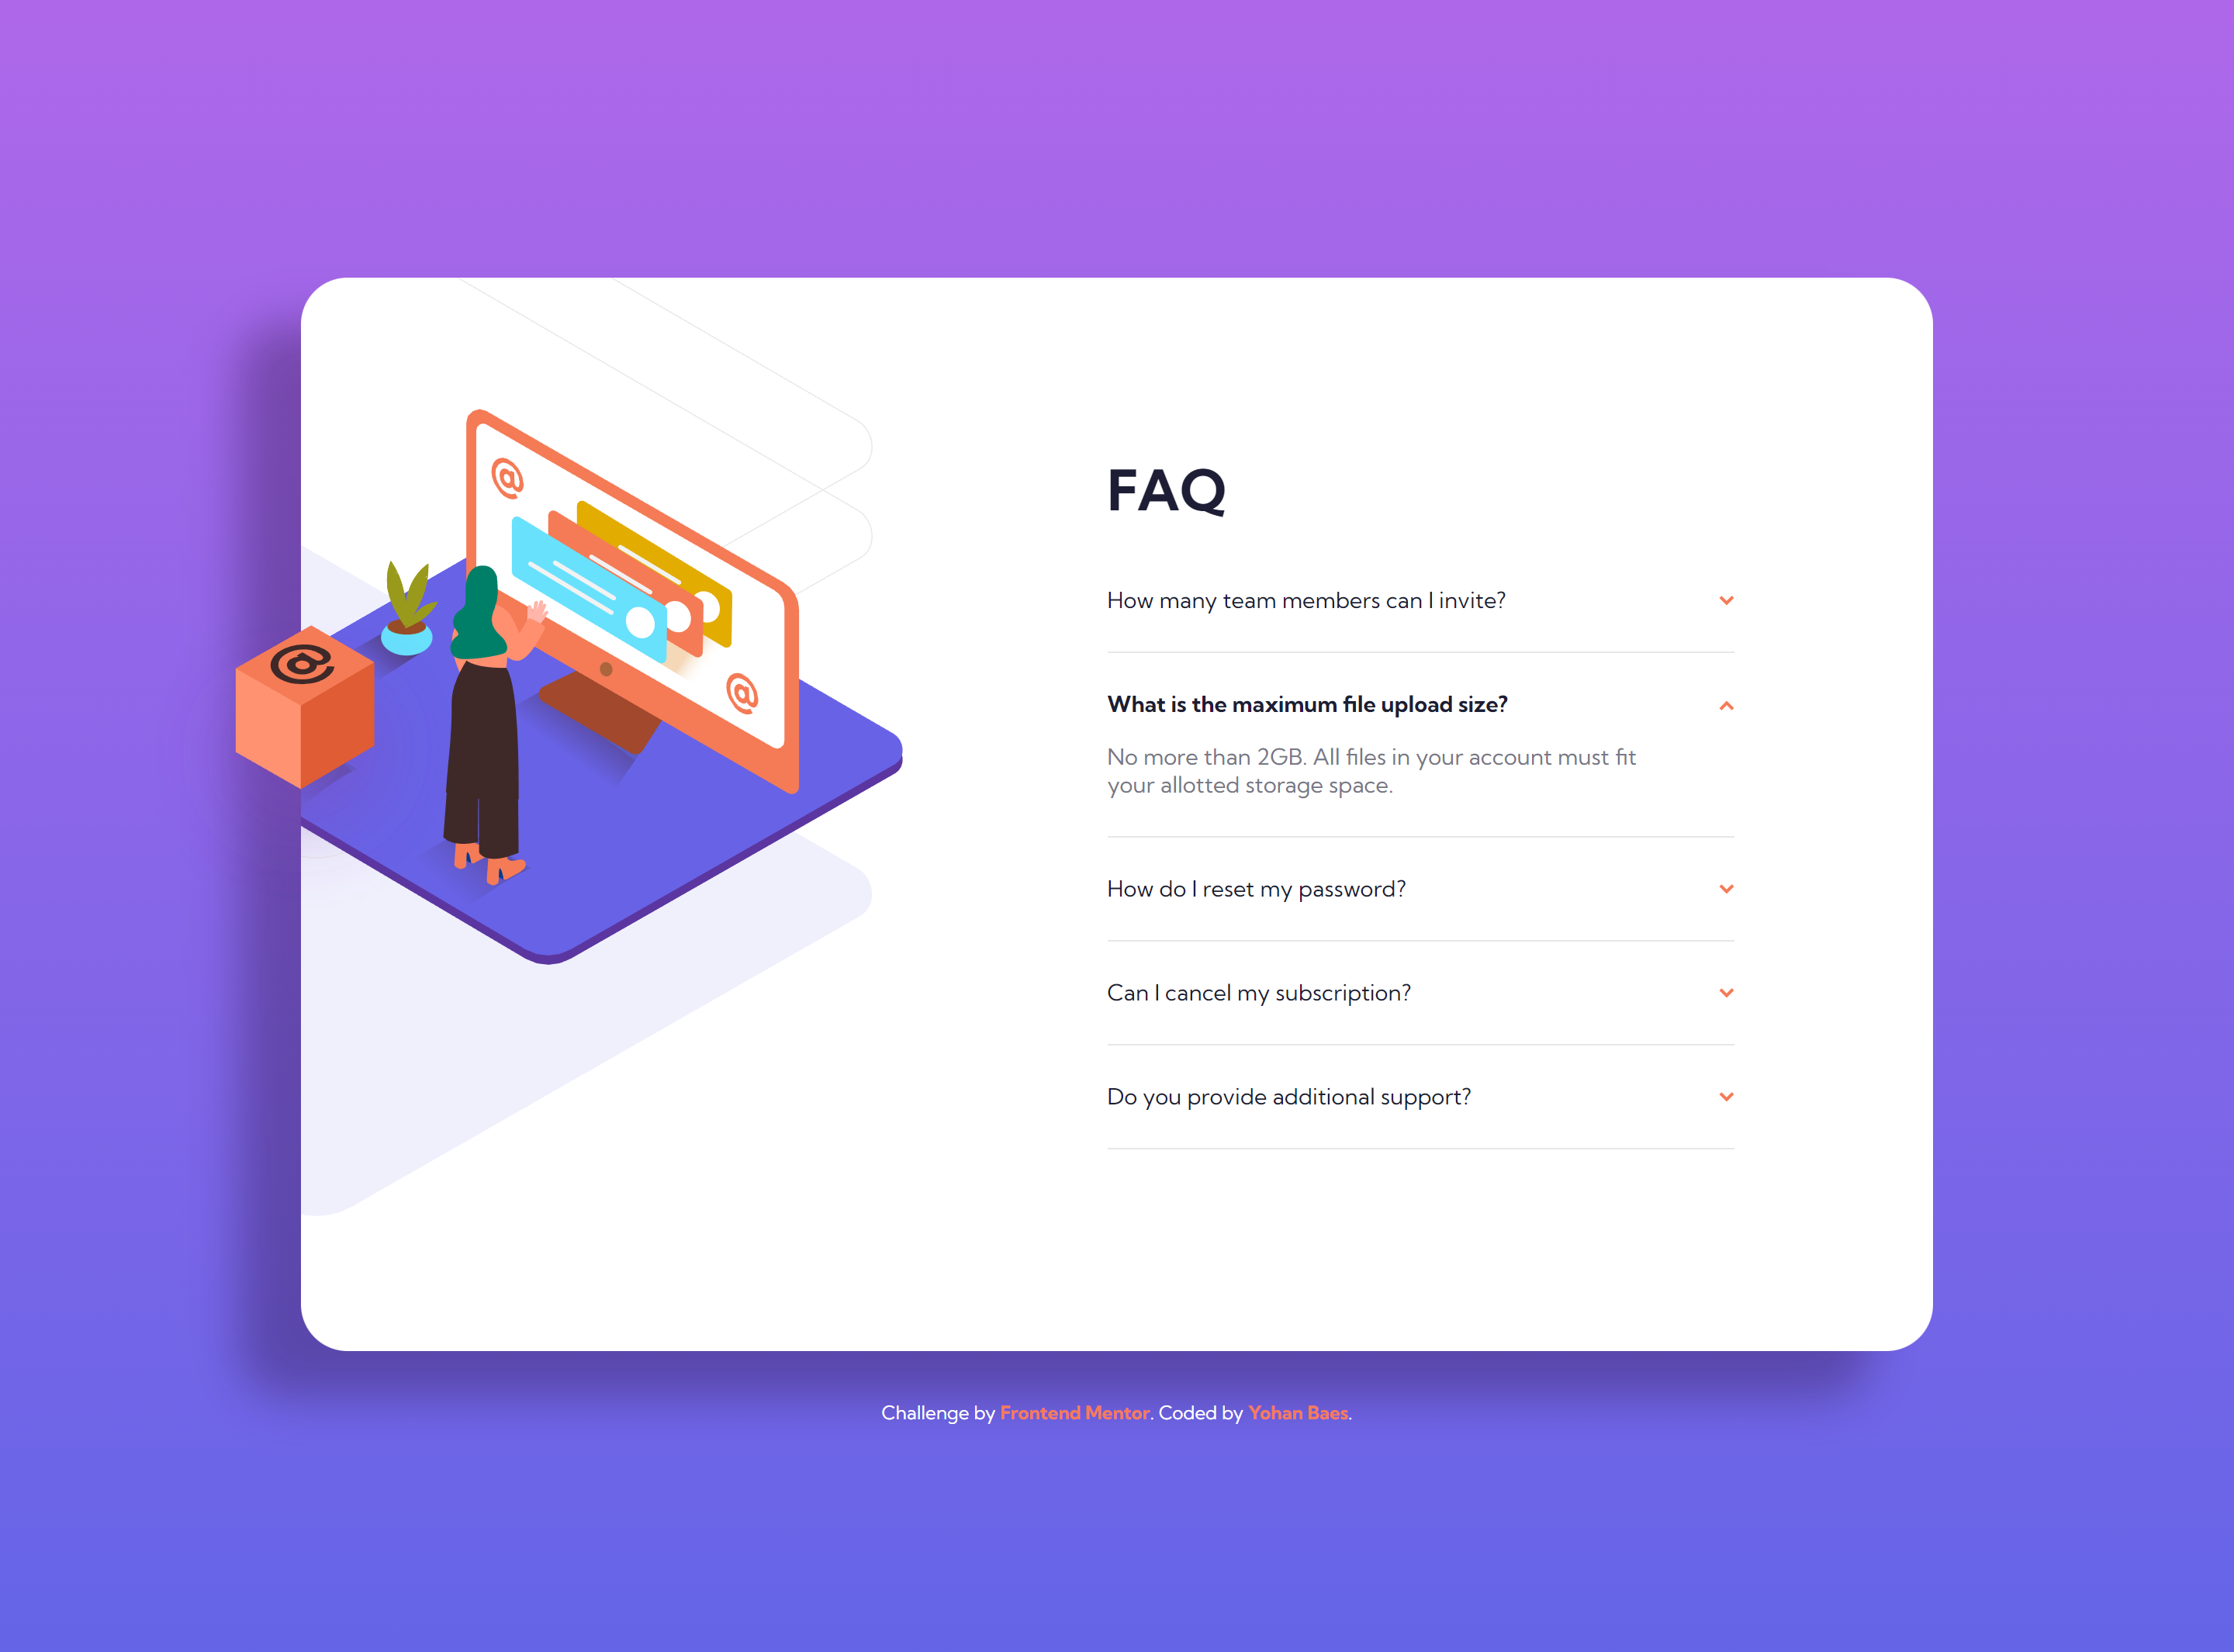 @
@
@
FAQ
How many team members can I invite?
What is the maximum file upload size?
No more than 2GB. All files in your account must fit
your allotted storage space.
How do I reset my password?
Can I cancel my subscription?
Do you provide additional support?
Challenge by Frontend Mentor. Coded by Yohan Baes.